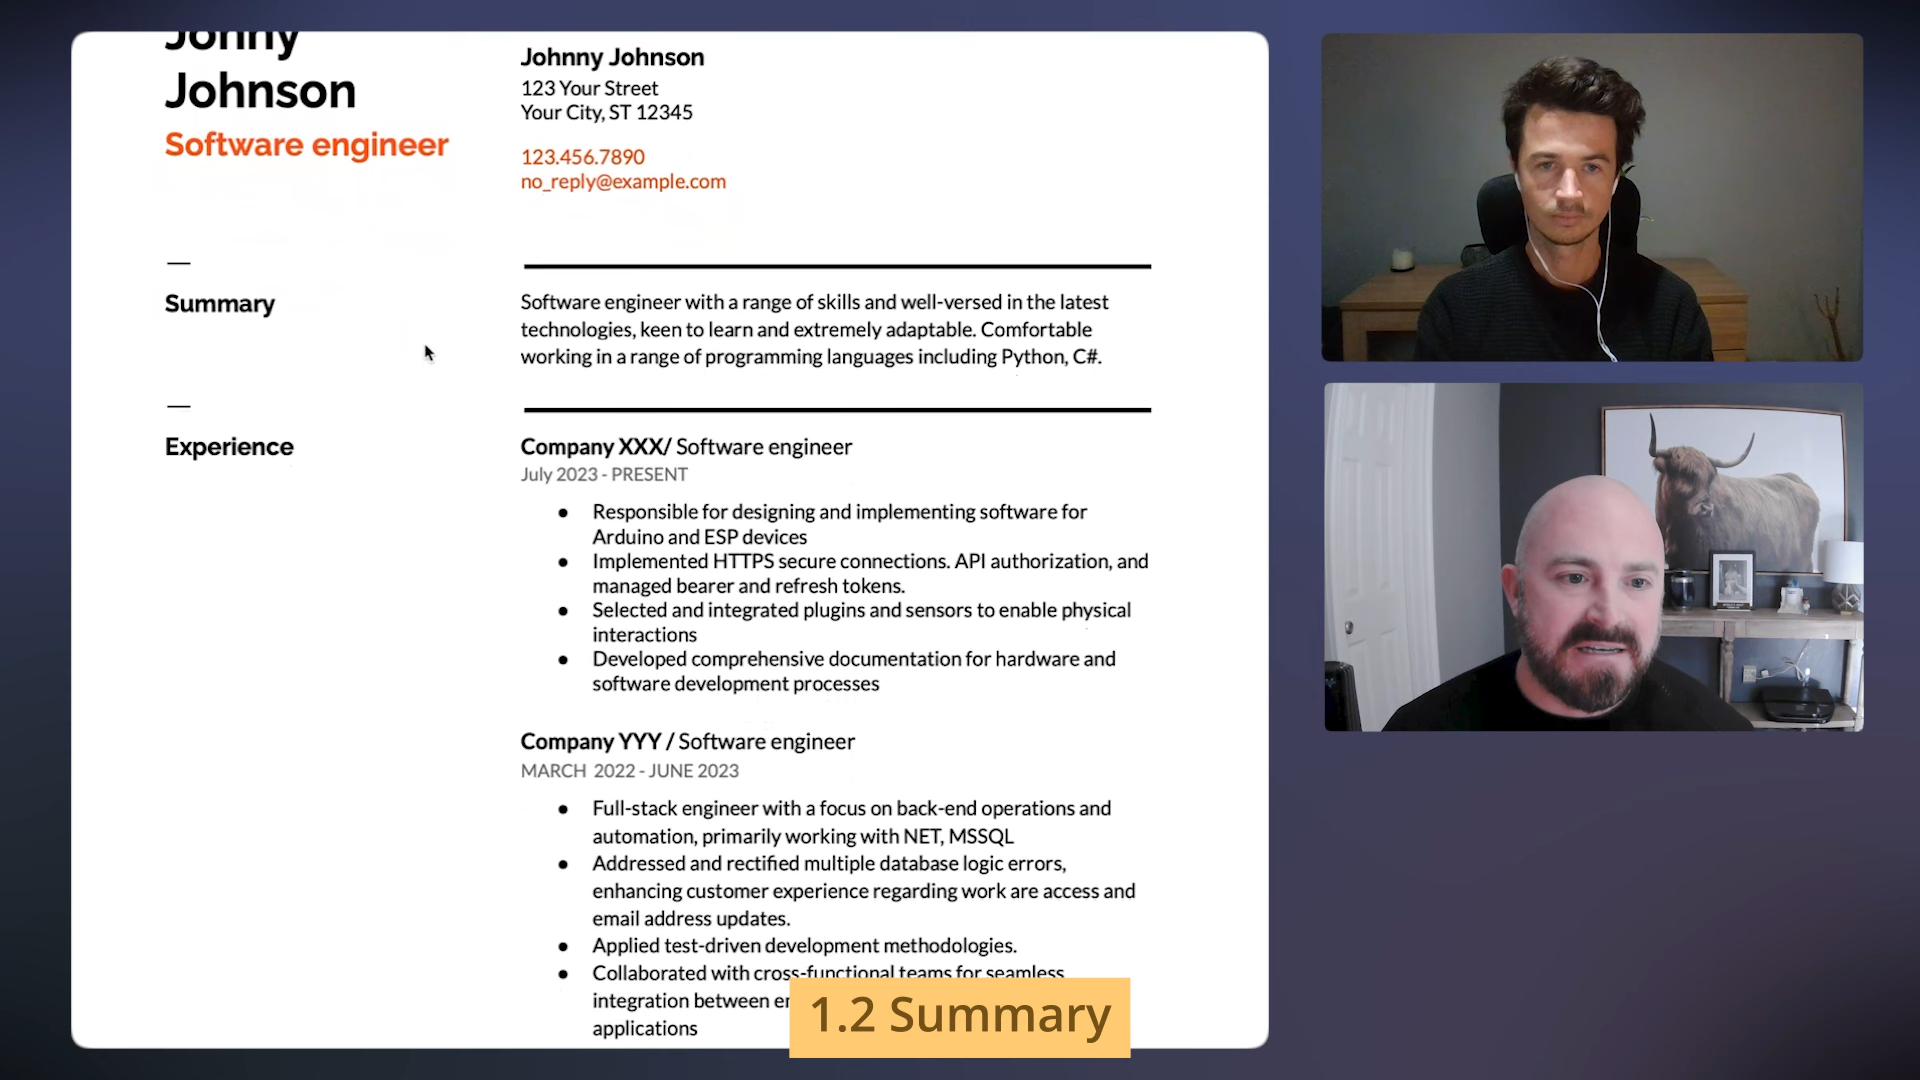 Jonny
Johnson
Software engineer
Johnny Johnson
123 Your Street
Your City, ST 12345
123.456.7890
no_reply@example.com
Summary
Software engineer with a range of skills and well-versed in the latest
technologies, keen to learn and extremely adaptable. Comfortable
working in a range of programming languages including Python, C#.
Experience
Company XXX/ Software engineer
July 2023 - PRESENT
● Responsible for designing and implementing software for
Arduino and ESP devices
● Implemented HTTPS secure connections. API authorization, and
managed bearer and refresh tokens.
● Selected and integrated plugins and sensors to enable physical
interactions
● Developed comprehensive documentation for hardware and
software development processes
Company YYY / Software engineer
MARCH 2022 - JUNE 2023
● Full-stack engineer with a focus on back-end operations and
automation, primarily working with NET, MSSQL
● Addressed and rectified multiple database logic errors,
enhancing customer experience regarding work are access and
email address updates.
● Applied test-driven development methodologies.
● Collaborated with cross-functional teams for seamless
integration between
applications
1.2 Summary